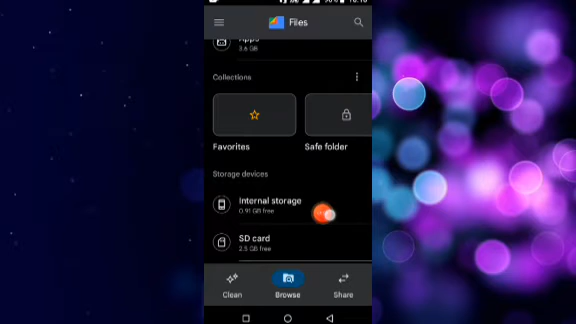 Files
Apps
3.6 GB
Collections
Favorites
Safe folder
Storage devices
Internal storage
0.91 GB free
SD card
2.5 GB free
Clean
Browse
Share